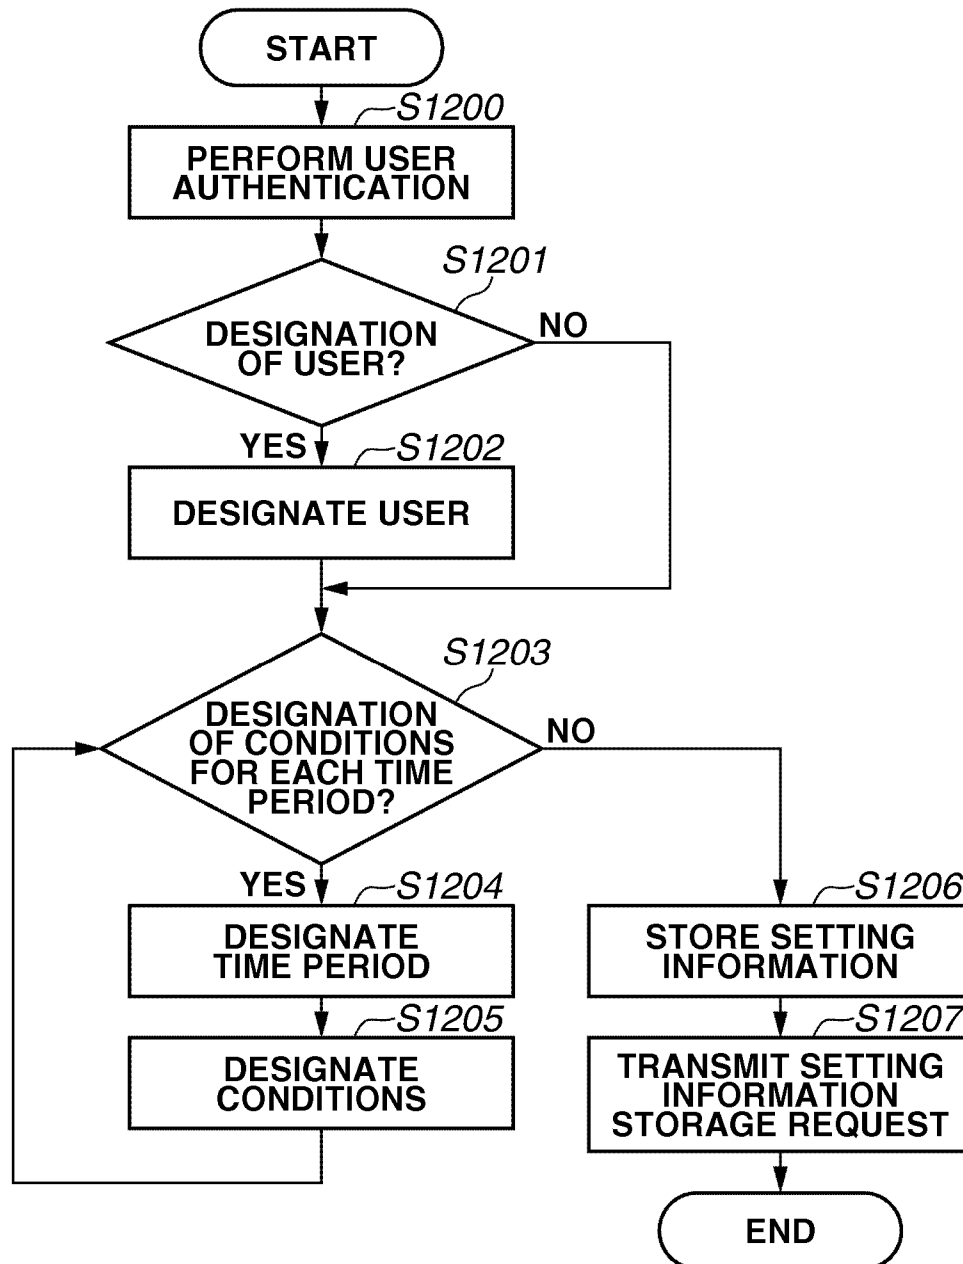 START
S1200
PERFORM USER
AUTHENTICATION
S1201
DESIGNATION
OF USER?
NO
YES
S1202
DESIGNATE USER
S1203
DESIGNATION
OF CONDITIONS
FOR EACH TIME
PERIOD?
NO
YES
S1204
DESIGNATE
TIME PERIOD
S1205
DESIGNATE
CONDITIONS
S1206
STORE SETTING
INFORMATION
S1207
TRANSMIT SETTING
INFORMATION
STORAGE REQUEST
END